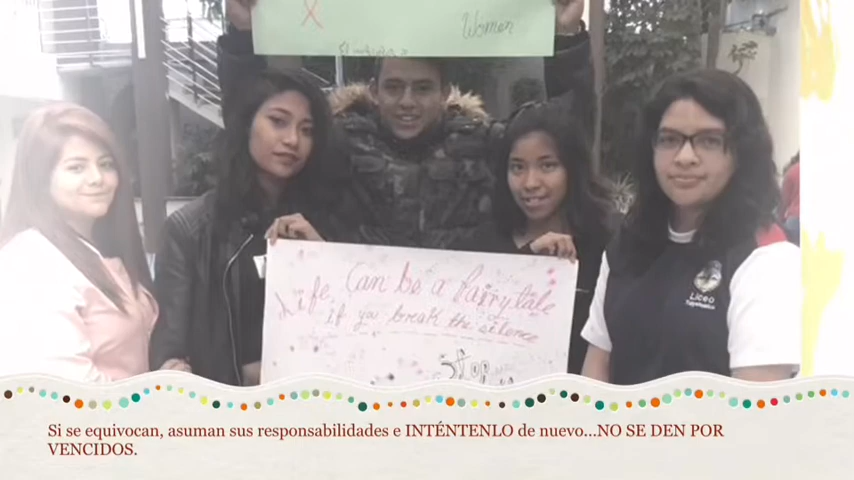 X
Women
Life Can be a fairytale
if you break the silence
Stop
Liceo
Si se equivocan, asuman sus responsabilidades e INTÉNTENLO de nuevo...NO SE DEN POR
VENCIDOS.